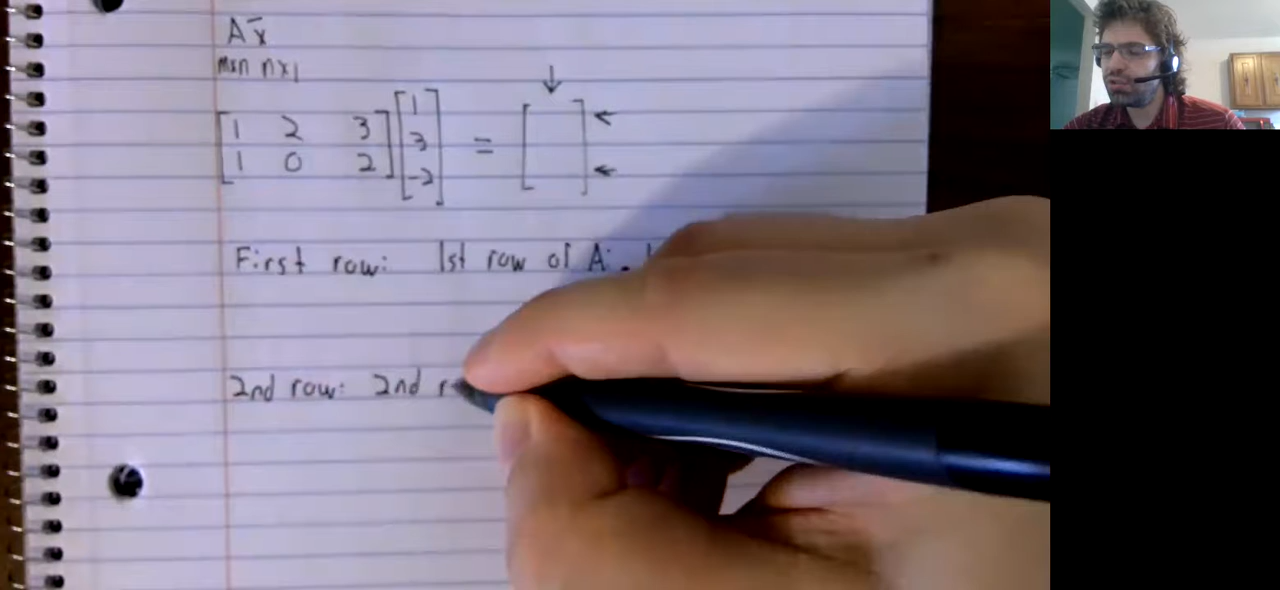 Ax̄
mxn nx1
[1 2 3] [1] = [ ] ←
[1 0 2] [3] ←
[-2]
↓
First row: 1st row of A ·
2nd row: 2nd r